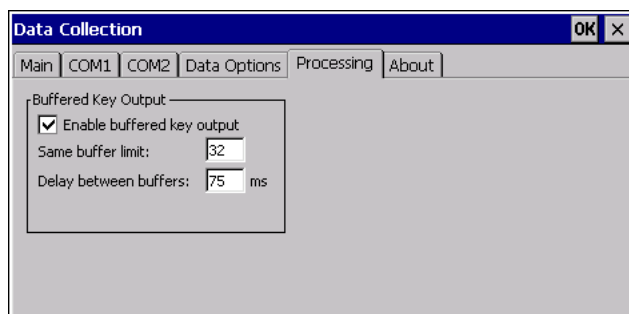 Data Collection OK ×
Main COM1 COM2 Data Options Processing About
Buffered Key Output
Enable buffered key output
Same buffer limit: 32
Delay between buffers: 75 ms